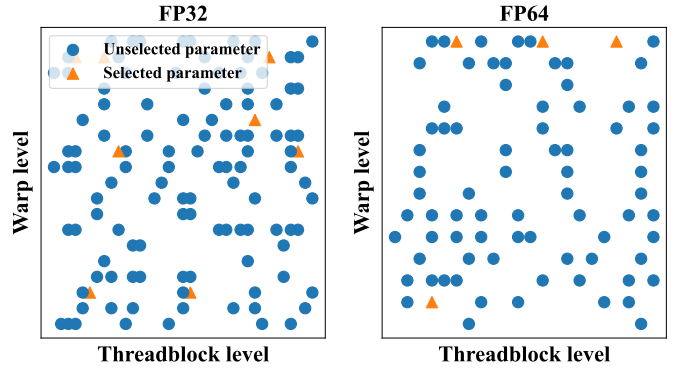 FP32
FP64
Unselected parameter
Selected parameter
Warp level
Warp level
Threadblock level
Threadblock level